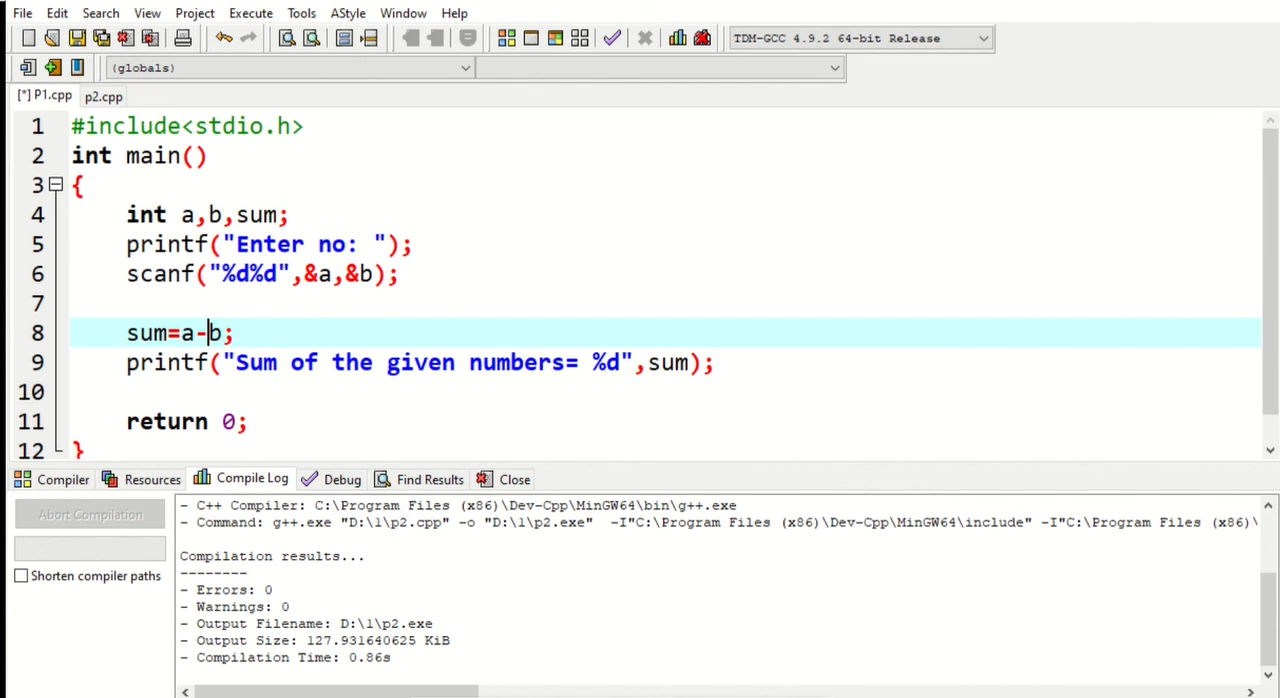 File Edit Search View Project Execute Tools AStyle Window Help
TDM-GCC 4.9.2 64-bit Release
(globals)
[*] P1.cpp p2.cpp
1 #include<stdio.h>
2 int main()
3 {
4 int a,b,sum;
5 printf("Enter no: ");
6 scanf("%d%d",&a,&b);
7
8 sum=a-b;
9 printf("Sum of the given numbers= %d",sum);
10
11 return 0;
12 }
Compiler Resources Compile Log Debug Find Results Close
Abort Compilation
Shorten compiler paths
- C++ Compiler: C:\Program Files (x86)\Dev-Cpp\MinGW64\bin\g++.exe
- Command: g++.exe "D:\1\p2.cpp" -o "D:\1\p2.exe" -I"C:\Program Files (x86)\Dev-Cpp\MinGW64\include" -I"C:\Program Files (x86)\
Compilation results...
--------
- Errors: 0
- Warnings: 0
- Output Filename: D:\1\p2.exe
- Output Size: 127.931640625 KiB
- Compilation Time: 0.86s